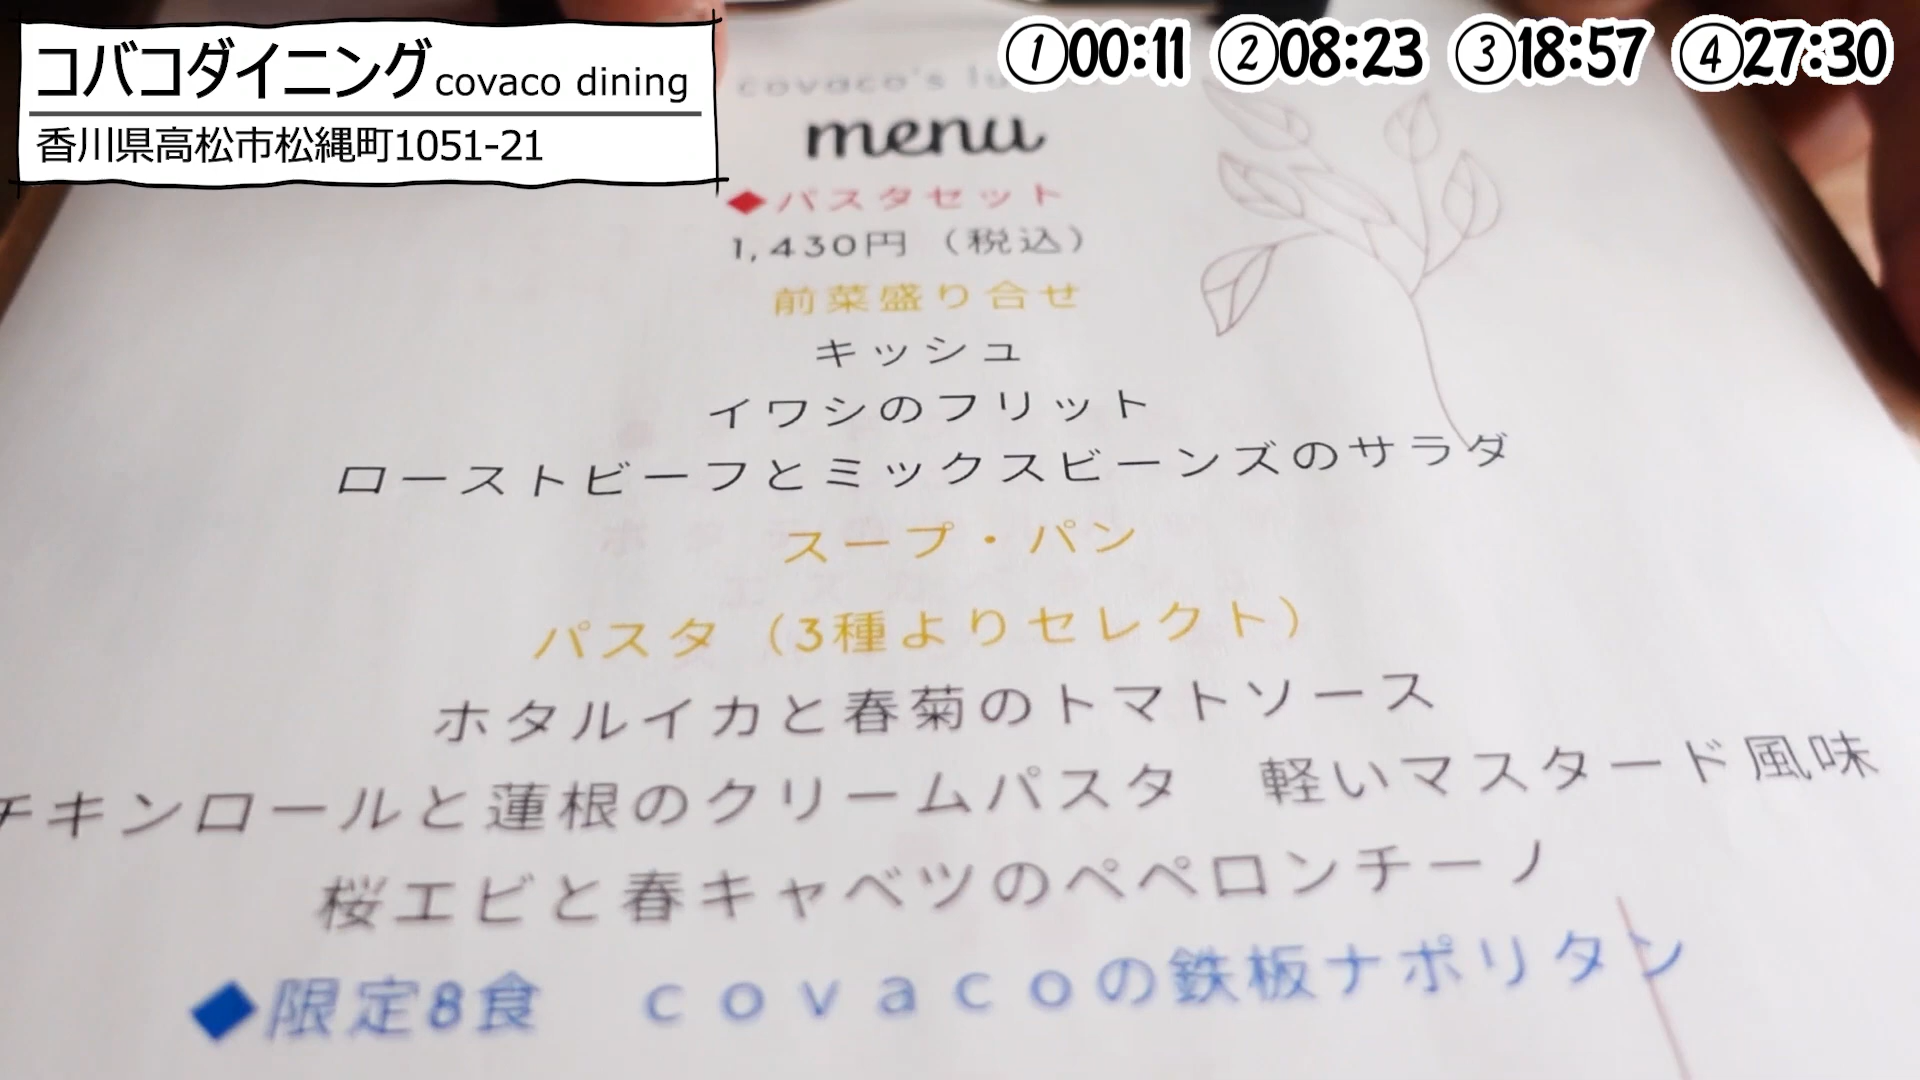 コバコダイニング covaco dining
香川県高松市松縄町1051-21
①00:11 ②08:23 ③18:57 ④27:30
covaco's
menu
◆パスタセット
1,430円（税込）
前菜盛り合せ
キッシュ
イワシのフリット
ローストビーフとミックスビーンズのサラダ
スープ・パン
パスタ（3種よりセレクト）
ホタルイカと春菊のトマトソース
チキンロールと蓮根のクリームパスタ　軽いマスタード風味
桜エビと春キャベツのペペロンチーノ
◆限定8食　covacoの鉄板ナポリタン